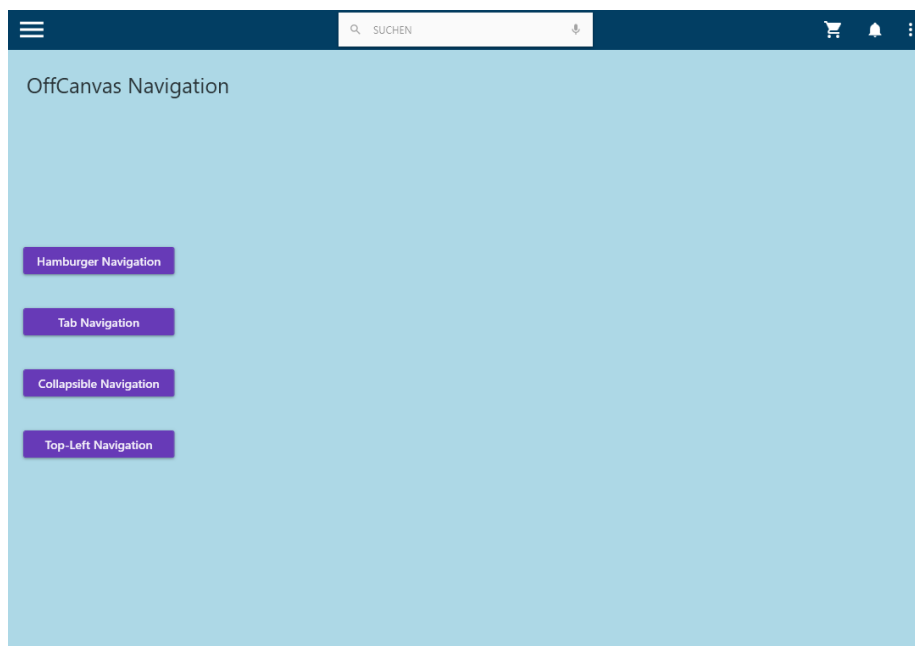 SUCHEN
OffCanvas Navigation
Hamburger Navigation
Tab Navigation
Collapsible Navigation
Top-Left Navigation